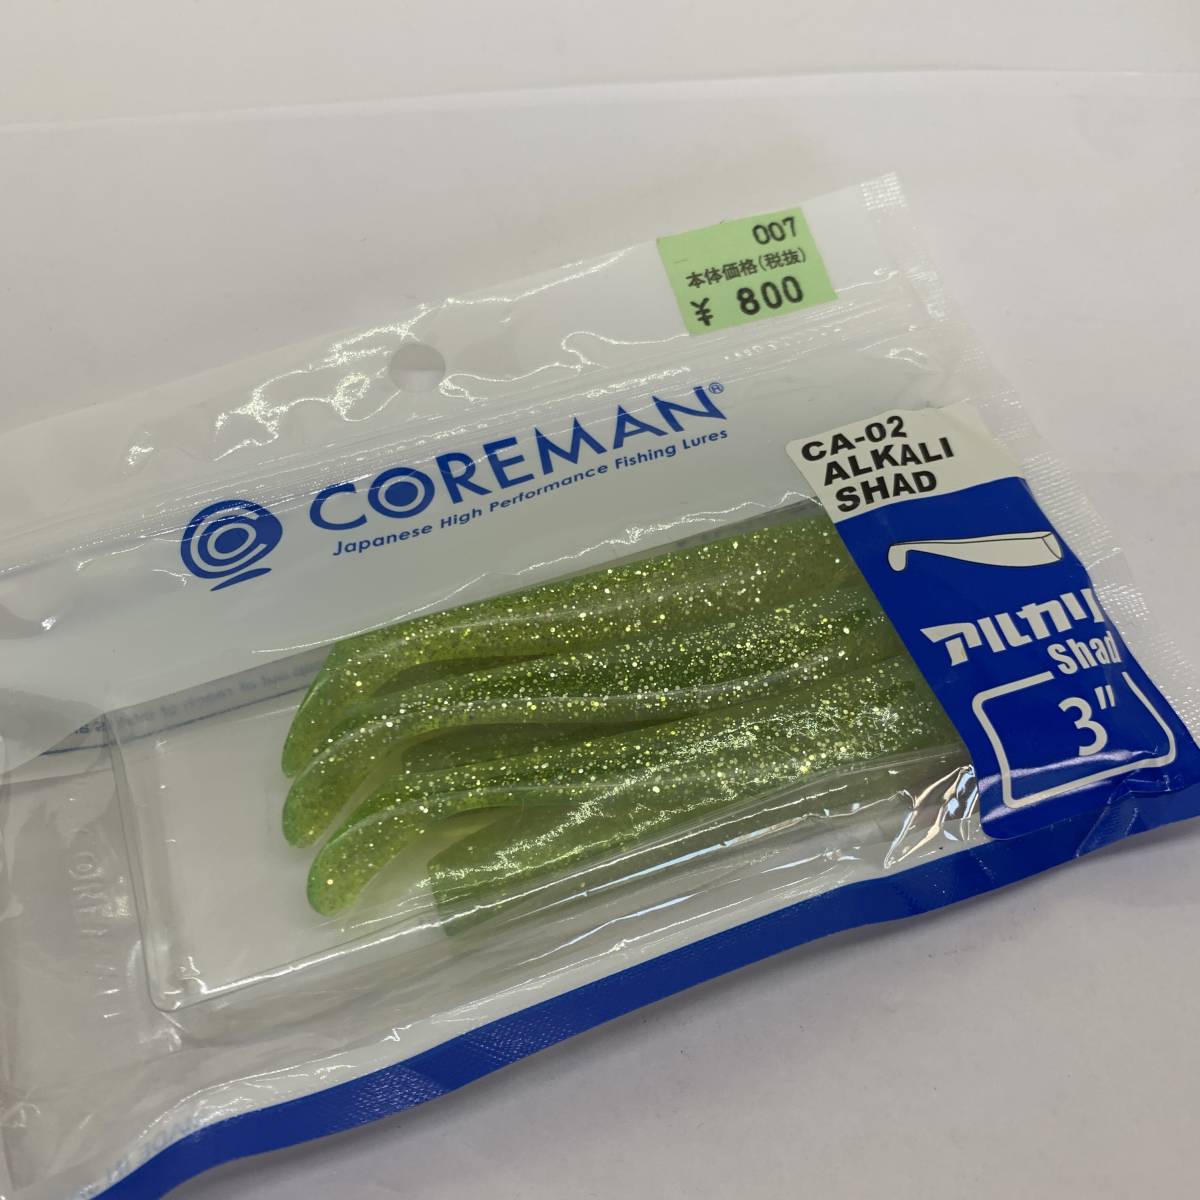 007
本体価格(税抜)
¥ 800
COREMAN®
Japanese High Performance Fishing Lures
CA-02
ALKALI
SHAD
アルカリ
Shad
3"